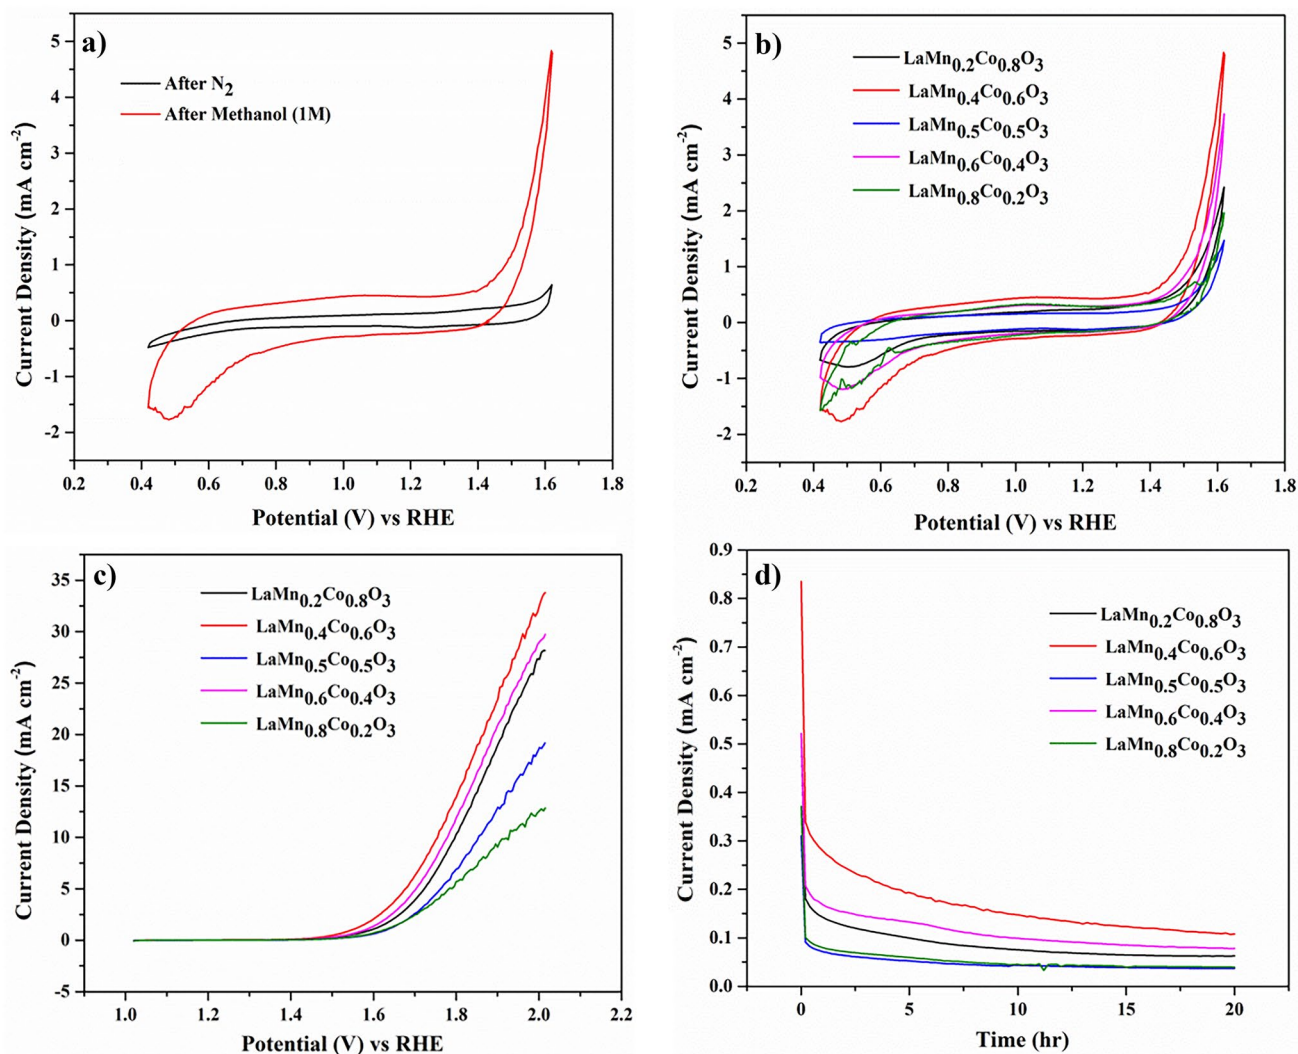 a)
After N2
After Methanol (1M)
5
4
3
2
1
0
-1
-2
0.2 0.4 0.6 0.8 1.0 1.2 1.4 1.6 1.8
Current Density (mA cm-2)
Potential (V) vs RHE
b)
LaMn0.2Co0.8O3
LaMn0.4Co0.6O3
LaMn0.5Co0.5O3
LaMn0.6Co0.4O3
LaMn0.8Co0.2O3
5
4
3
2
1
0
-1
-2
0.2 0.4 0.6 0.8 1.0 1.2 1.4 1.6 1.8
Current Density (mA cm-2)
Potential (V) vs RHE
c)
LaMn0.2Co0.8O3
LaMn0.4Co0.6O3
LaMn0.5Co0.5O3
LaMn0.6Co0.4O3
LaMn0.8Co0.2O3
35
30
25
20
15
10
5
0
-5
1.0 1.2 1.4 1.6 1.8 2.0 2.2
Current Density (mA cm-2)
Potential (V) vs RHE
d)
LaMn0.2Co0.8O3
LaMn0.4Co0.6O3
LaMn0.5Co0.5O3
LaMn0.6Co0.4O3
LaMn0.8Co0.2O3
0.9
0.8
0.7
0.6
0.5
0.4
0.3
0.2
0.1
0.0
0 5 10 15 20
Current Density (mA cm-2)
Time (hr)